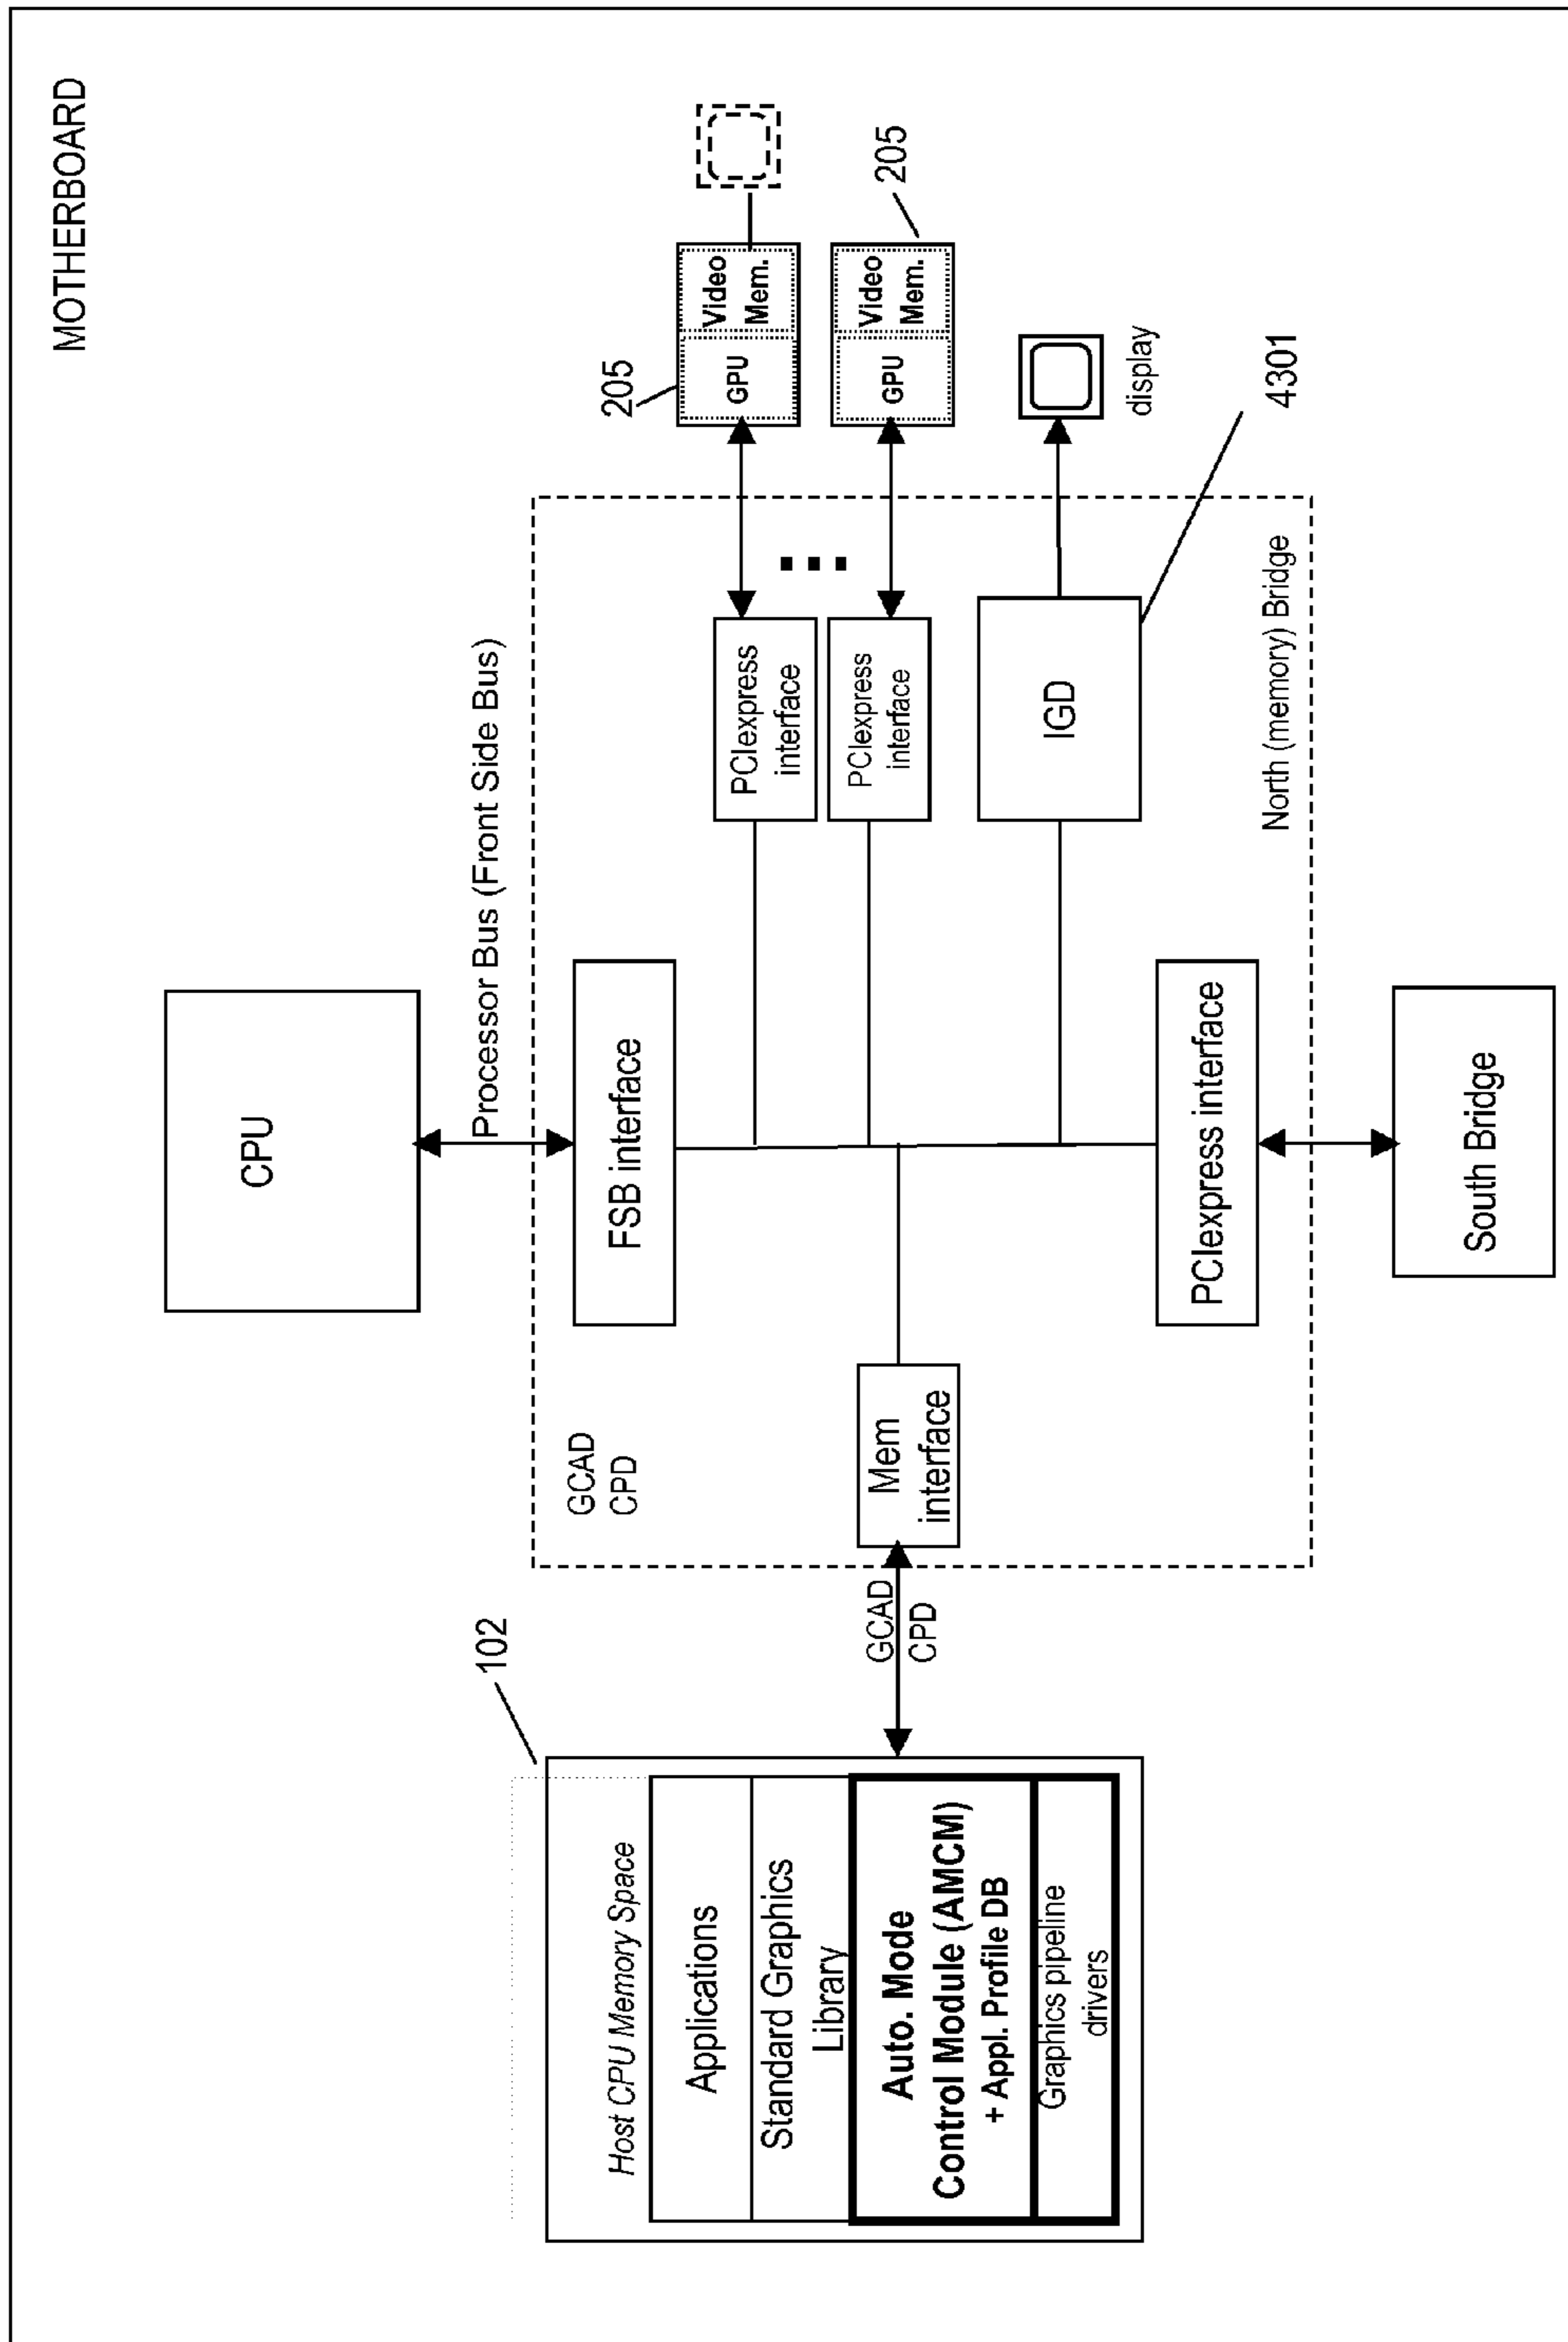 MOTHERBOARD
CPU
Processor Bus (Front Side Bus)
102
Host CPU Memory Space
Applications
Standard Graphics
Library
Auto. Mode
Control Module (AMCM)
+ Appl. Profile DB
Graphics pipeline
drivers
GCAD
CPD
GCAD
CPD
Mem
interface
FSB interface
PCIexpress
interface
PCIexpress
interface
IGD
PCIexpress interface
North (memory) Bridge
South Bridge
205
GPU
Video
Mem.
205
GPU
Video
Mem.
display
4301